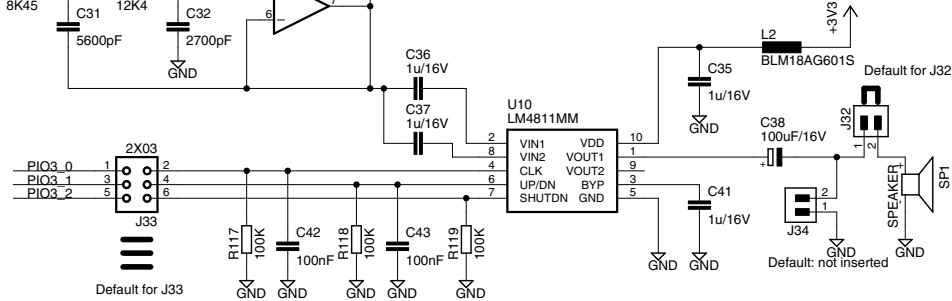 8K45
C31
5600pF
12K4
C32
2700pF
GND
6
7
C36
1u/16V
C37
1u/16V
U10
LM4811MM
2 VIN1 VDD 10
8 VIN2 VOUT1 1
4 CLK VOUT2 9
6 UP/DN BYP 3
7 SHUTDN GND 5
L2
BLM18AG601S
+3V3
C35
1u/16V
GND
Default for J32
J32
1
2
C38
100uF/16V
+
SPEAKER
+
-
SP1
GND
J34
2
1
GND
Default: not inserted
C41
1u/16V
GND
GND
2X03
PIO3_0 1 2
PIO3_1 3 4
PIO3_2 5 6
J33
Default for J33
R117
100K
GND
C42
100nF
GND
R118
100K
GND
C43
100nF
GND
R119
100K
GND